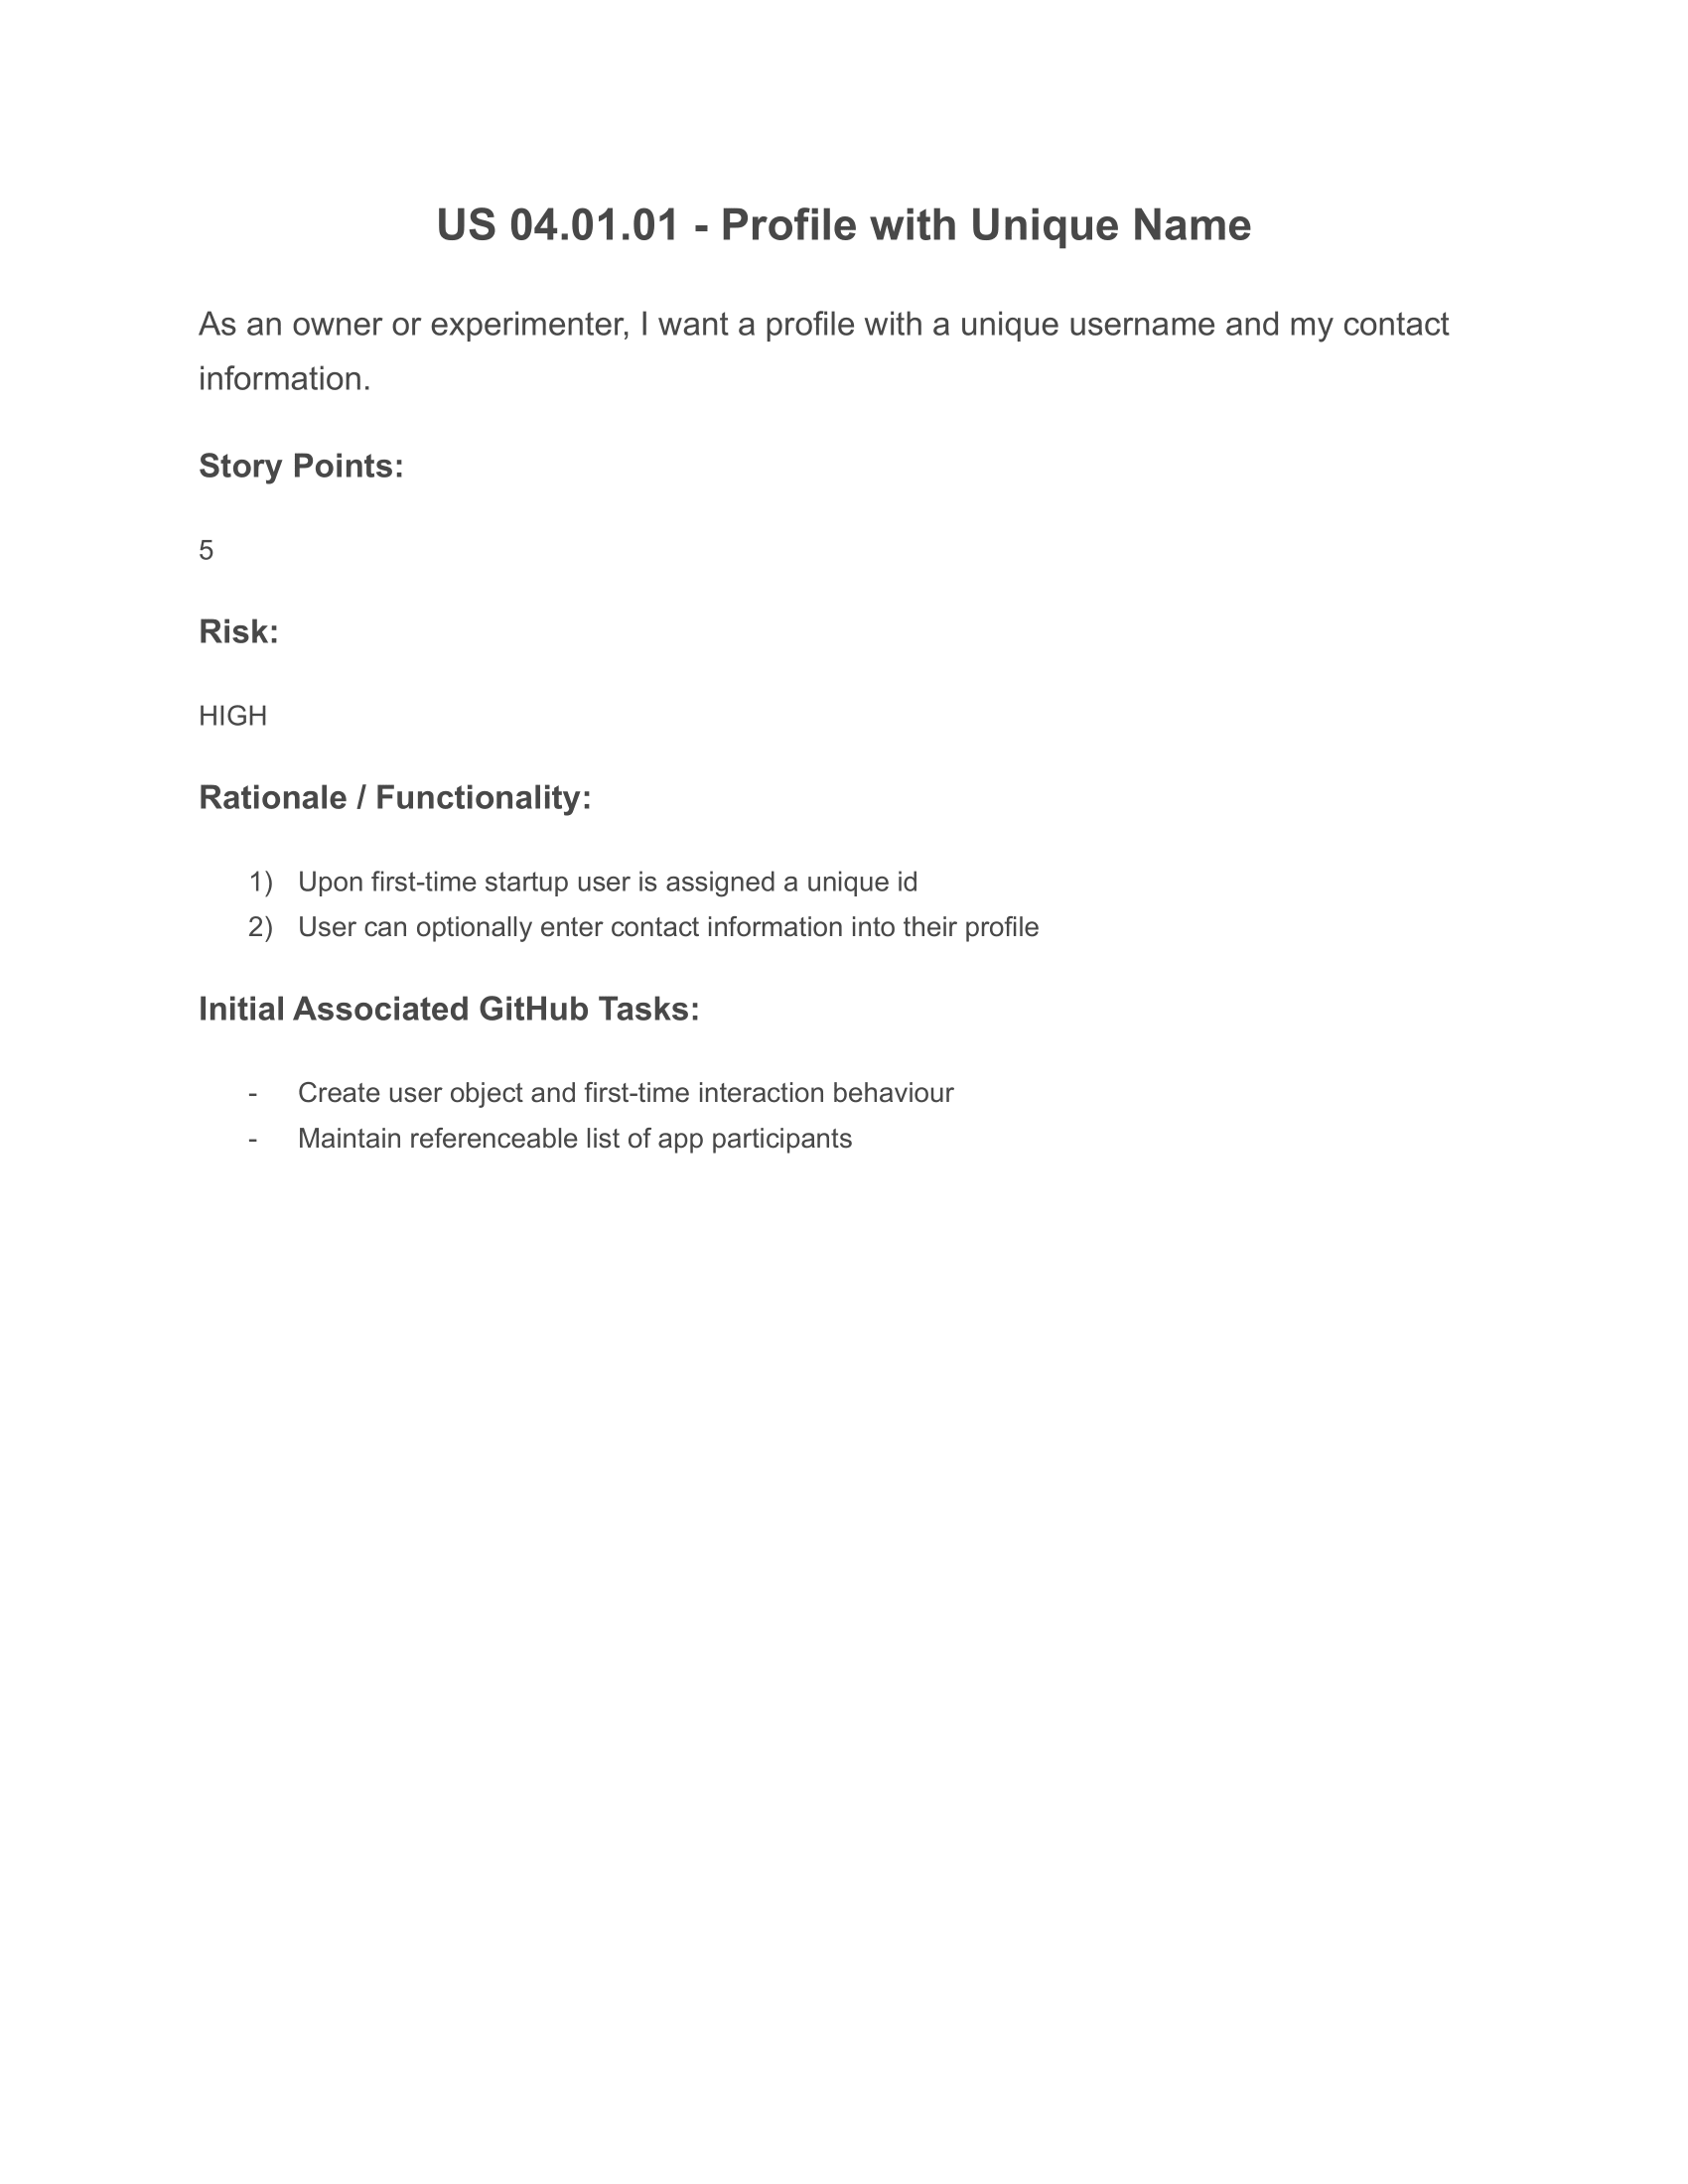 US 04.01.01 - Profile with Unique Name
As an owner or experimenter, I want a profile with a unique username and my contact
information.
Story Points:
5
Risk:
HIGH
Rationale / Functionality:
1) Upon first-time startup user is assigned a unique id
2) User can optionally enter contact information into their profile
Initial Associated GitHub Tasks:
- Create user object and first-time interaction behaviour
- Maintain referenceable list of app participants